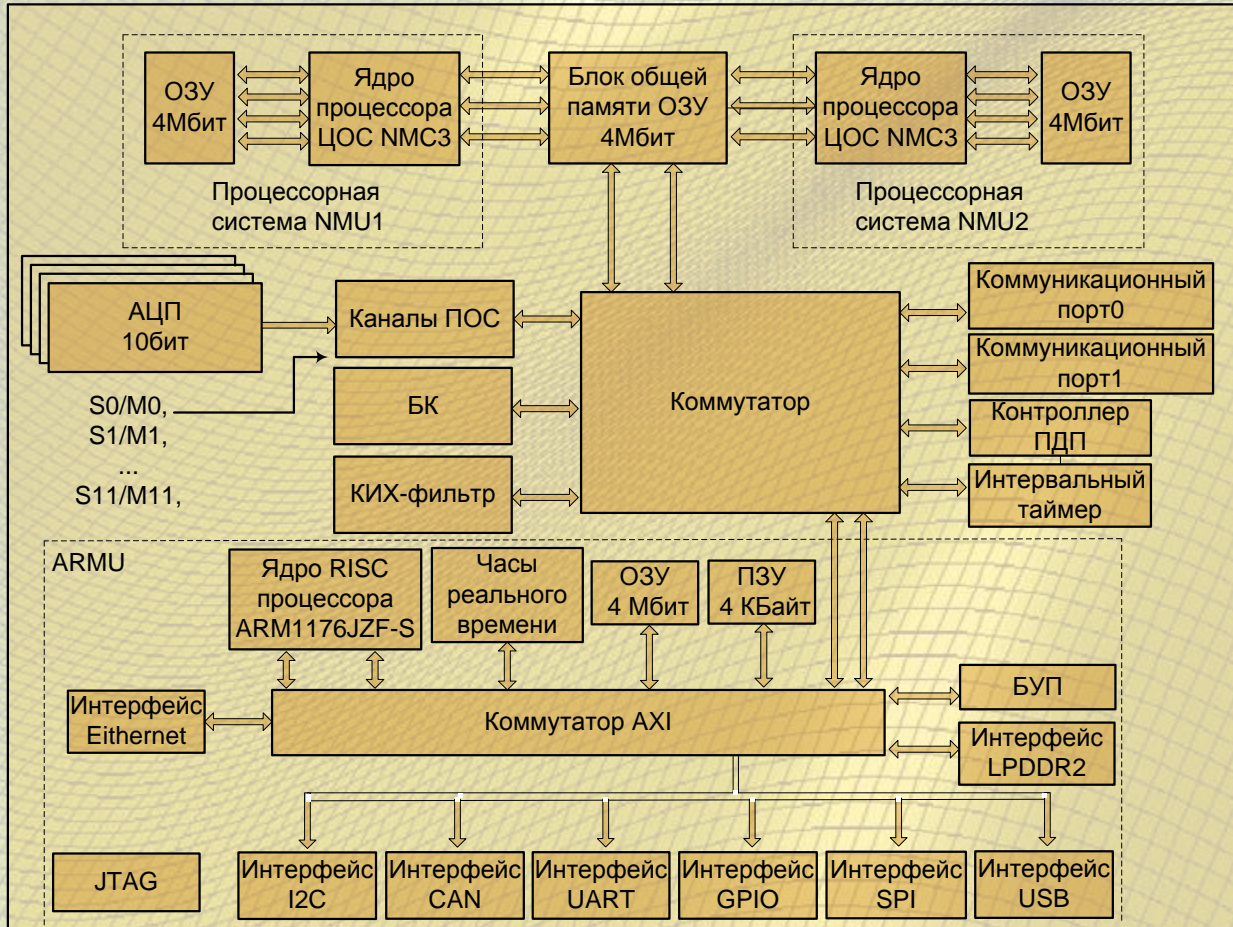 ОЗУ
4Мбит
Ядро
процессора
ЦОС NMC3
Блок общей
памяти ОЗУ
4Мбит
Ядро
процессора
ЦОС NMC3
ОЗУ
4Мбит
Процессорная
система NMU1
Процессорная
система NMU2
АЦП
10бит
Каналы ПОС
S0/M0,
S1/M1,
...
S11/M11,
БК
КИХ-фильтр
Коммутатор
Коммуникационный
порт0
Коммуникационный
порт1
Контроллер
ПДП
Интервальный
таймер
ARMU
Ядро RISC
процессора
ARM1176JZF-S
Часы
реального
времени
ОЗУ
4 Мбит
ПЗУ
4 КБайт
Интерфейс
Eithernet
Коммутатор AXI
БУП
Интерфейс
LPDDR2
JTAG
Интерфейс
I2C
Интерфейс
CAN
Интерфейс
UART
Интерфейс
GPIO
Интерфейс
SPI
Интерфейс
USB